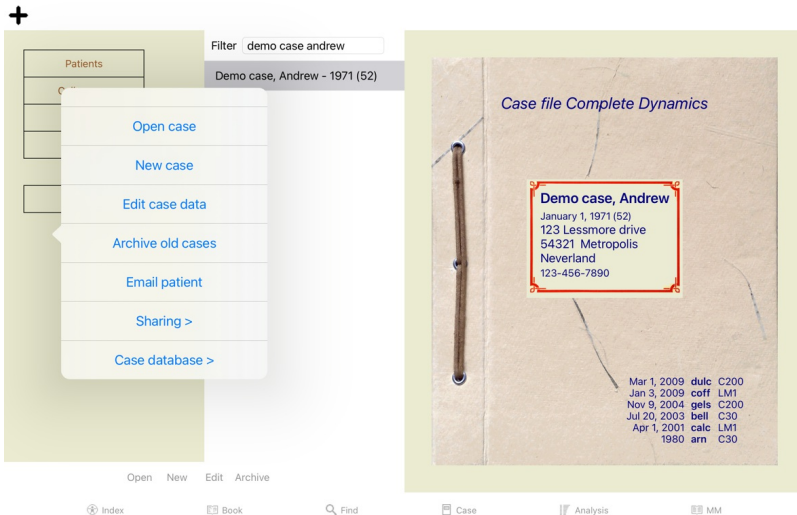 Filter demo case andrew
Patients
Demo case, Andrew - 1971 (52)
Open case
New case
Edit case data
Archive old cases
Email patient
Sharing >
Case database >
Case file Complete Dynamics
Demo case, Andrew
January 1, 1971 (52)
123 Lessmore drive
54321 Metropolis
Neverland
123-456-7890
Mar 1, 2009 dulc C200
Jan 3, 2009 coff LM1
Nov 9, 2004 gels C200
Jul 20, 2003 bell C30
Apr 1, 2001 calc LM1
1980 arn C30
Open New Edit Archive
Index Book Find Case Analysis MM